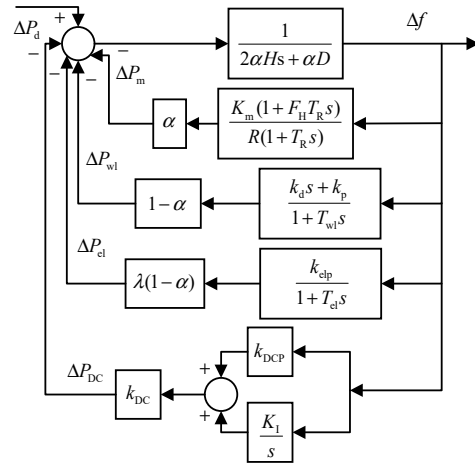 ΔP_d
+
−
−
−
−
1
2αHs + αD
Δf
ΔP_m
α
K_m(1 + F_H T_R s)
R(1 + T_R s)
ΔP_wl
1 − α
k_d s + k_p
1 + T_wl s
ΔP_el
λ(1 − α)
k_elp
1 + T_el s
ΔP_DC
k_DC
+
+
k_DCP
K_I
s